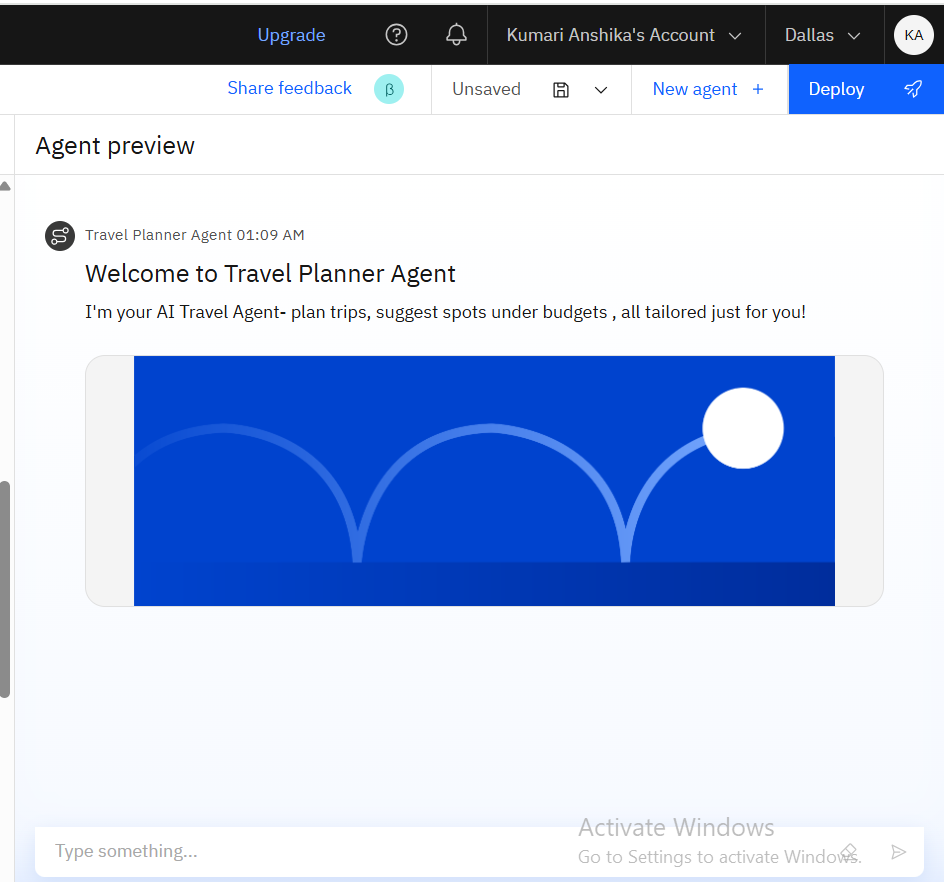 Upgrade
Kumari Anshika's Account
Dallas
KA
Share feedback
β
Unsaved
New agent +
Deploy
Agent preview
Travel Planner Agent 01:09 AM
Welcome to Travel Planner Agent
I'm your AI Travel Agent- plan trips, suggest spots under budgets , all tailored just for you!
Activate Windows
Type something...
Go to Settings to activate Windows.